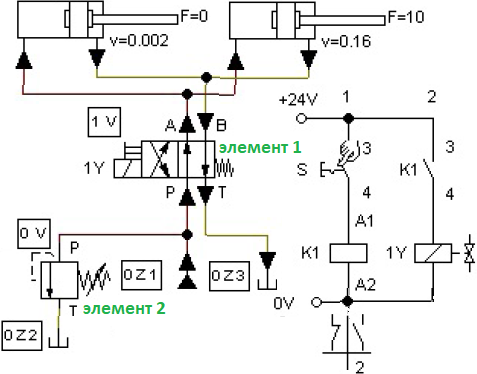 F=0
F=10
v=0.002
v=0.16
1 V
A
B
элемент 1
1Y
P
T
0 V
P
0Z1
0Z3
T
элемент 2
0Z2
+24V
1
2
3
3
S
K1
4
4
A1
K1
1Y
A2
0V
2